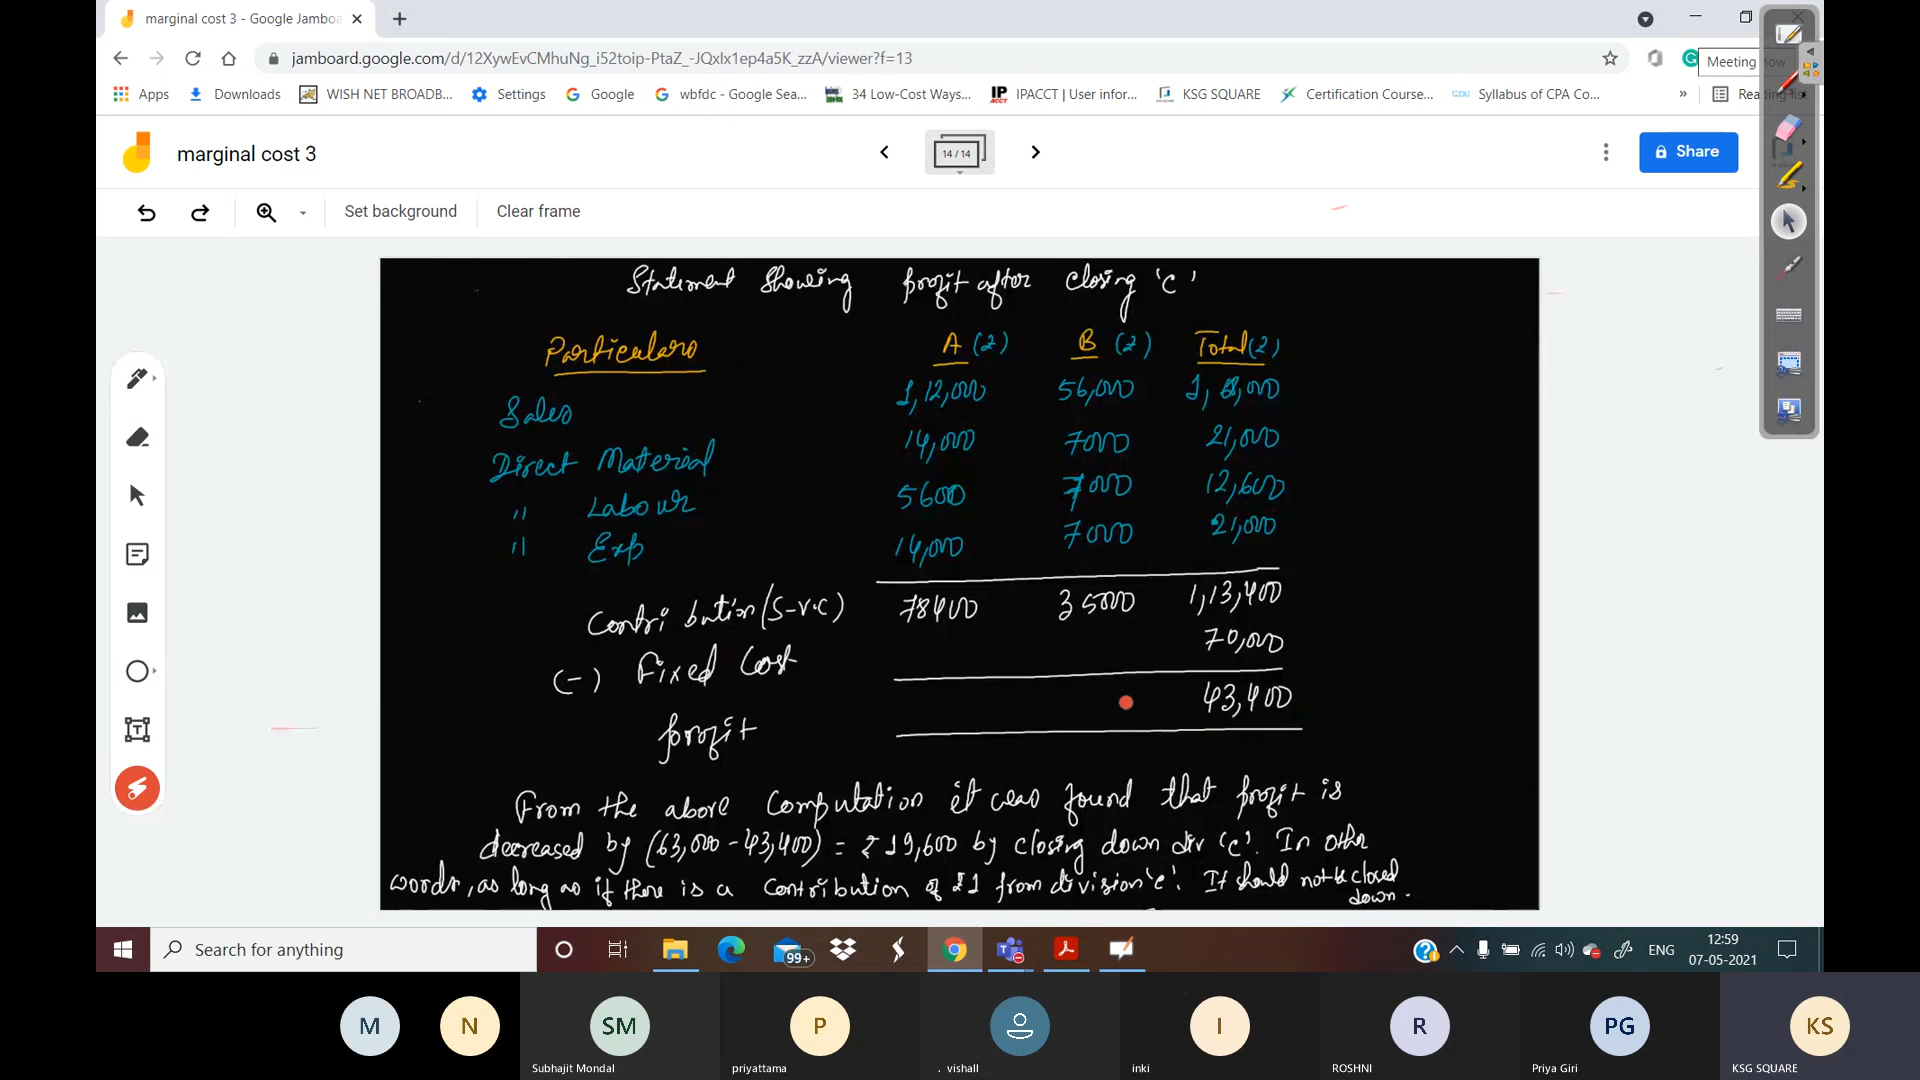 marginal cost 3 - Google Jamboa
jamboard.google.com/d/12XywEvCMhuNg_i52toip-PtaZ_-JQxlx1ep4a5K_zzA/viewer?f=13
Meeting now
Apps Downloads WISH NET BROADB... Settings Google wbfdc - Google Sea... 34 Low-Cost Ways... IPACCT | User infor... KSG SQUARE Certification Course... Syllabus of CPA Co... » Reading list
marginal cost 3 14 / 14 Share
Set background Clear frame
Statement Showing profit after closing 'C'
Particulars A (₹) B (₹) Total (₹)
Sales 1,12,000 56,000 1,68,000
Direct Material 14,000 7000 21,000
" Labour 5600 7000 12,600
" Exp 14,000 7000 21,000
Contribution (S-V.C) 78400 35000 1,13,400
(-) Fixed Cost 70,000
profit 43,400
From the above Computation it was found that profit is
decreased by (63,000 - 43,400) = ₹ 19,600 by closing down div 'C'. In other
words, as long as if there is a Contribution of ₹1 from division 'C'. It should not be closed
down.
Search for anything 99+ ENG 12:59
07-05-2021
M N SM P I R PG KS
Subhajit Mondal priyattama . vishall inki ROSHNI Priya Giri KSG SQUARE